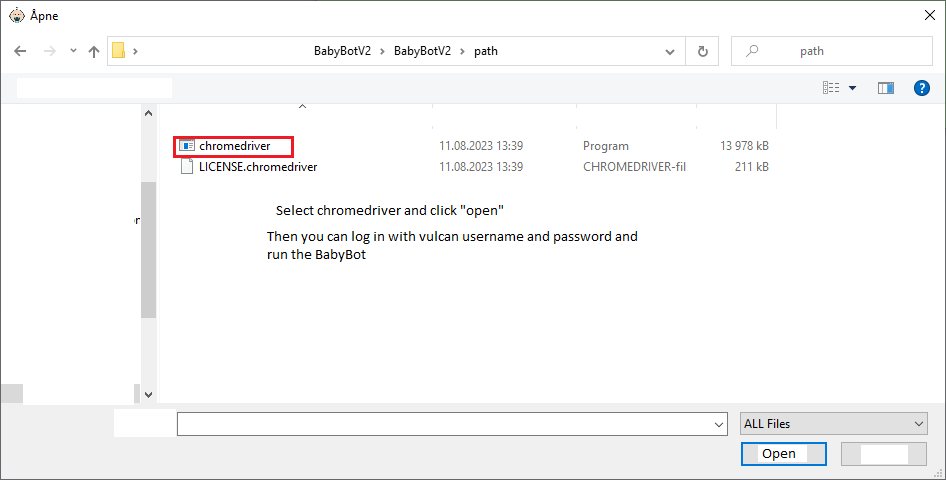 Åpne
BabyBotV2 > BabyBotV2 > path
path
chromedriver 11.08.2023 13:39 Program 13 978 kB
LICENSE.chromedriver 11.08.2023 13:39 CHROMEDRIVER-fil 211 kB
Select chromedriver and click "open"
Then you can log in with vulcan username and password and
run the BabyBot
ALL Files
Open